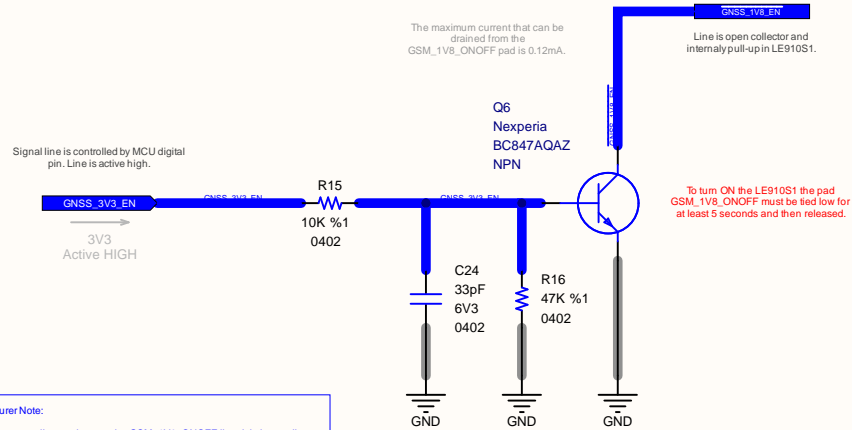 GNSS_1V8_EN
The maximum current that can be
drained from the
GSM_1V8_ONOFF pad is 0.12mA.
Line is open collector and
internaly pull-up in LE910S1.
GNSS_1V8_EN
Q6
Nexperia
BC847AQAZ
NPN
Signal line is controlled by MCU digital
pin. Line is active high.
GNSS_3V3_EN
GNSS_3V3_EN
R15
10K %1
0402
GNSS_3V3_EN
3V3
Active HIGH
To turn ON the LE910S1 the pad
GSM_1V8_ONOFF must be tied low for
at least 5 seconds and then released.
C24
33pF
6V3
0402
R16
47K %1
0402
GND
GND
GND
urer Note: